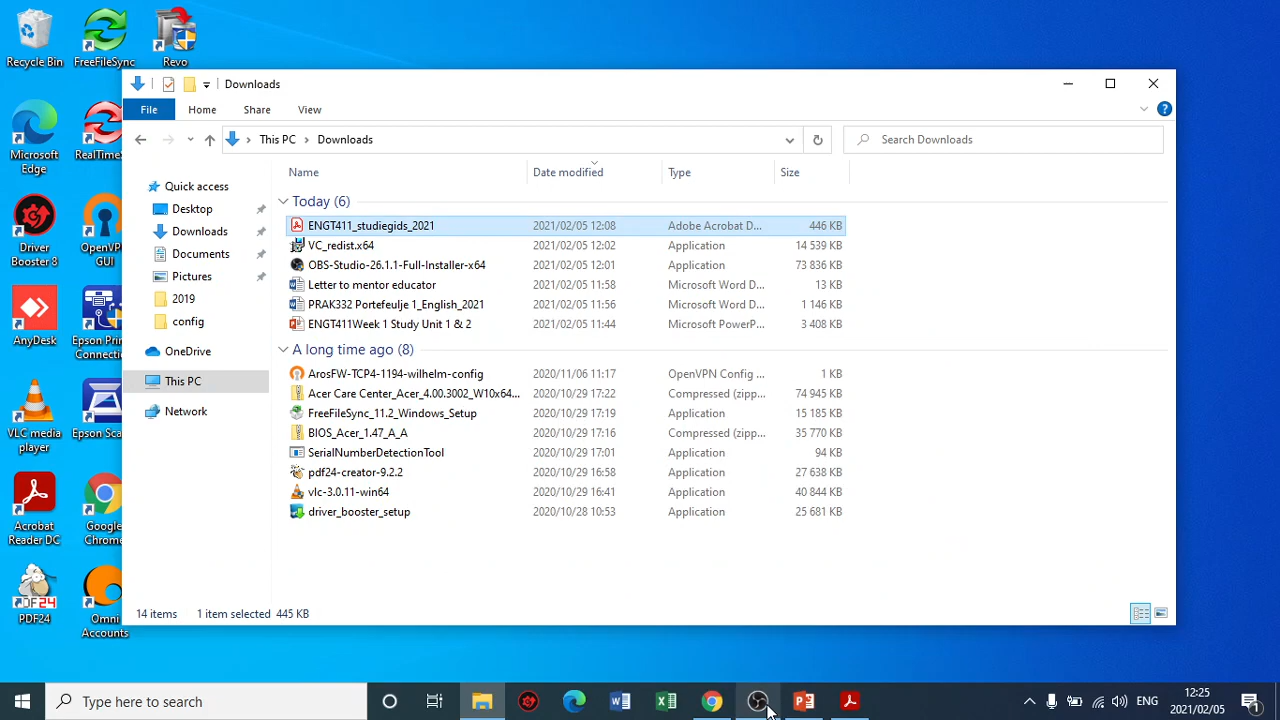 Recycle Bin
FreeFileSync
Revo
Downloads
File
Home
Share
View
This PC
Downloads
Search Downloads
Microsoft
Edge
Driver
Booster 8
OpenVPN
GUI
AnyDesk
VLC media
player
Acrobat
Reader DC
Google
Chrome
PDF24
Omni
Accounts
Quick access
Desktop
Downloads
Documents
Pictures
2019
config
OneDrive
This PC
Network
Name
Date modified
Type
Size
Today (6)
ENGT411_studiegids_2021 2021/02/05 12:08 Adobe Acrobat D... 446 KB
VC_redist.x64 2021/02/05 12:02 Application 14 539 KB
OBS-Studio-26.1.1-Full-Installer-x64 2021/02/05 12:01 Application 73 836 KB
Letter to mentor educator 2021/02/05 11:58 Microsoft Word D... 13 KB
PRAK332 Portefeulje 1_English_2021 2021/02/05 11:56 Microsoft Word D... 1 146 KB
ENGT411Week 1 Study Unit 1 & 2 2021/02/05 11:44 Microsoft PowerP... 3 408 KB
A long time ago (8)
ArosFW-TCP4-1194-wilhelm-config 2020/11/06 11:17 OpenVPN Config ... 1 KB
Acer Care Center_Acer_4.00.3002_W10x64... 2020/10/29 17:22 Compressed (zipp... 74 945 KB
FreeFileSync_11.2_Windows_Setup 2020/10/29 17:19 Application 15 185 KB
BIOS_Acer_1.47_A_A 2020/10/29 17:16 Compressed (zipp... 35 770 KB
SerialNumberDetectionTool 2020/10/29 17:01 Application 94 KB
pdf24-creator-9.2.2 2020/10/29 16:58 Application 27 638 KB
vlc-3.0.11-win64 2020/10/29 16:41 Application 40 844 KB
driver_booster_setup 2020/10/28 10:53 Application 25 681 KB
14 items 1 item selected 445 KB
Type here to search
ENG
12:25
2021/02/05